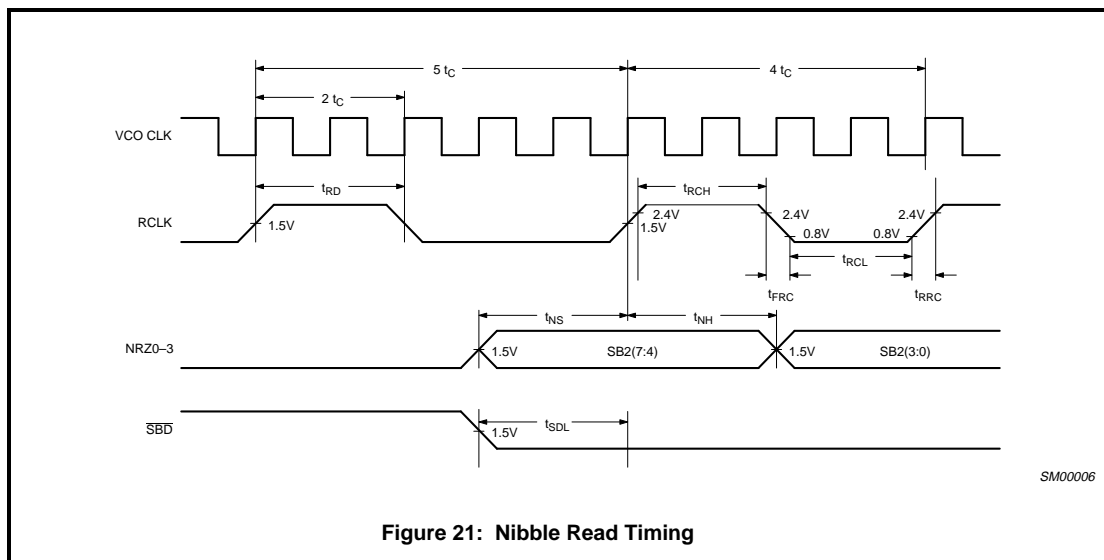 5 tC
4 tC
2 tC
VCO CLK
tRD
tRCH
RCLK
1.5V
2.4V
1.5V
2.4V
0.8V
0.8V
2.4V
tRCL
tFRC
tRRC
tNS
tNH
NRZ0–3
1.5V
SB2(7:4)
1.5V
SB2(3:0)
SBD
1.5V
tSDL
SM00006
Figure 21: Nibble Read Timing